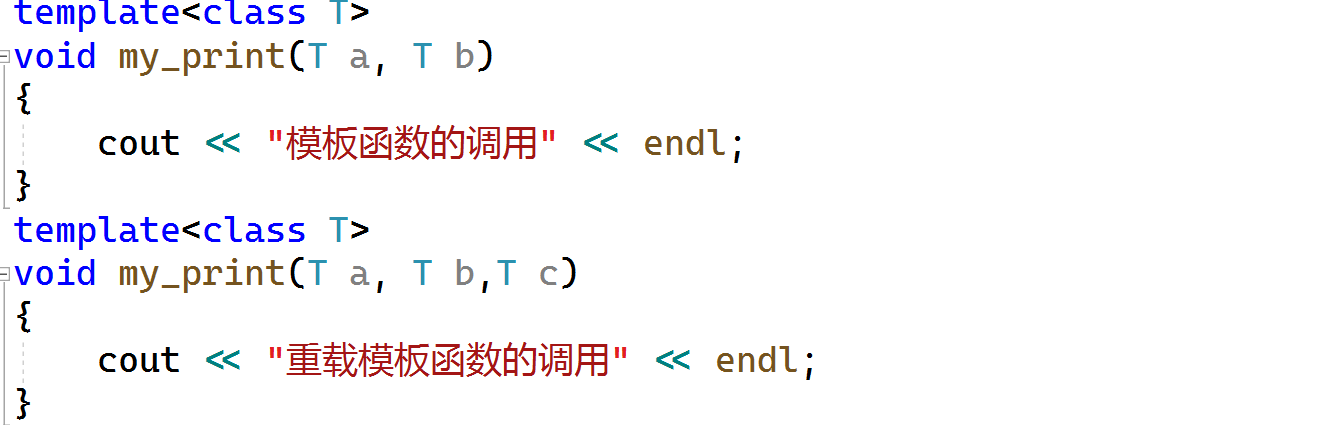 template<class T>
void my_print(T a, T b)
{
    cout << "模板函数的调用" << endl;
}
template<class T>
void my_print(T a, T b,T c)
{
    cout << "重载模板函数的调用" << endl;
}